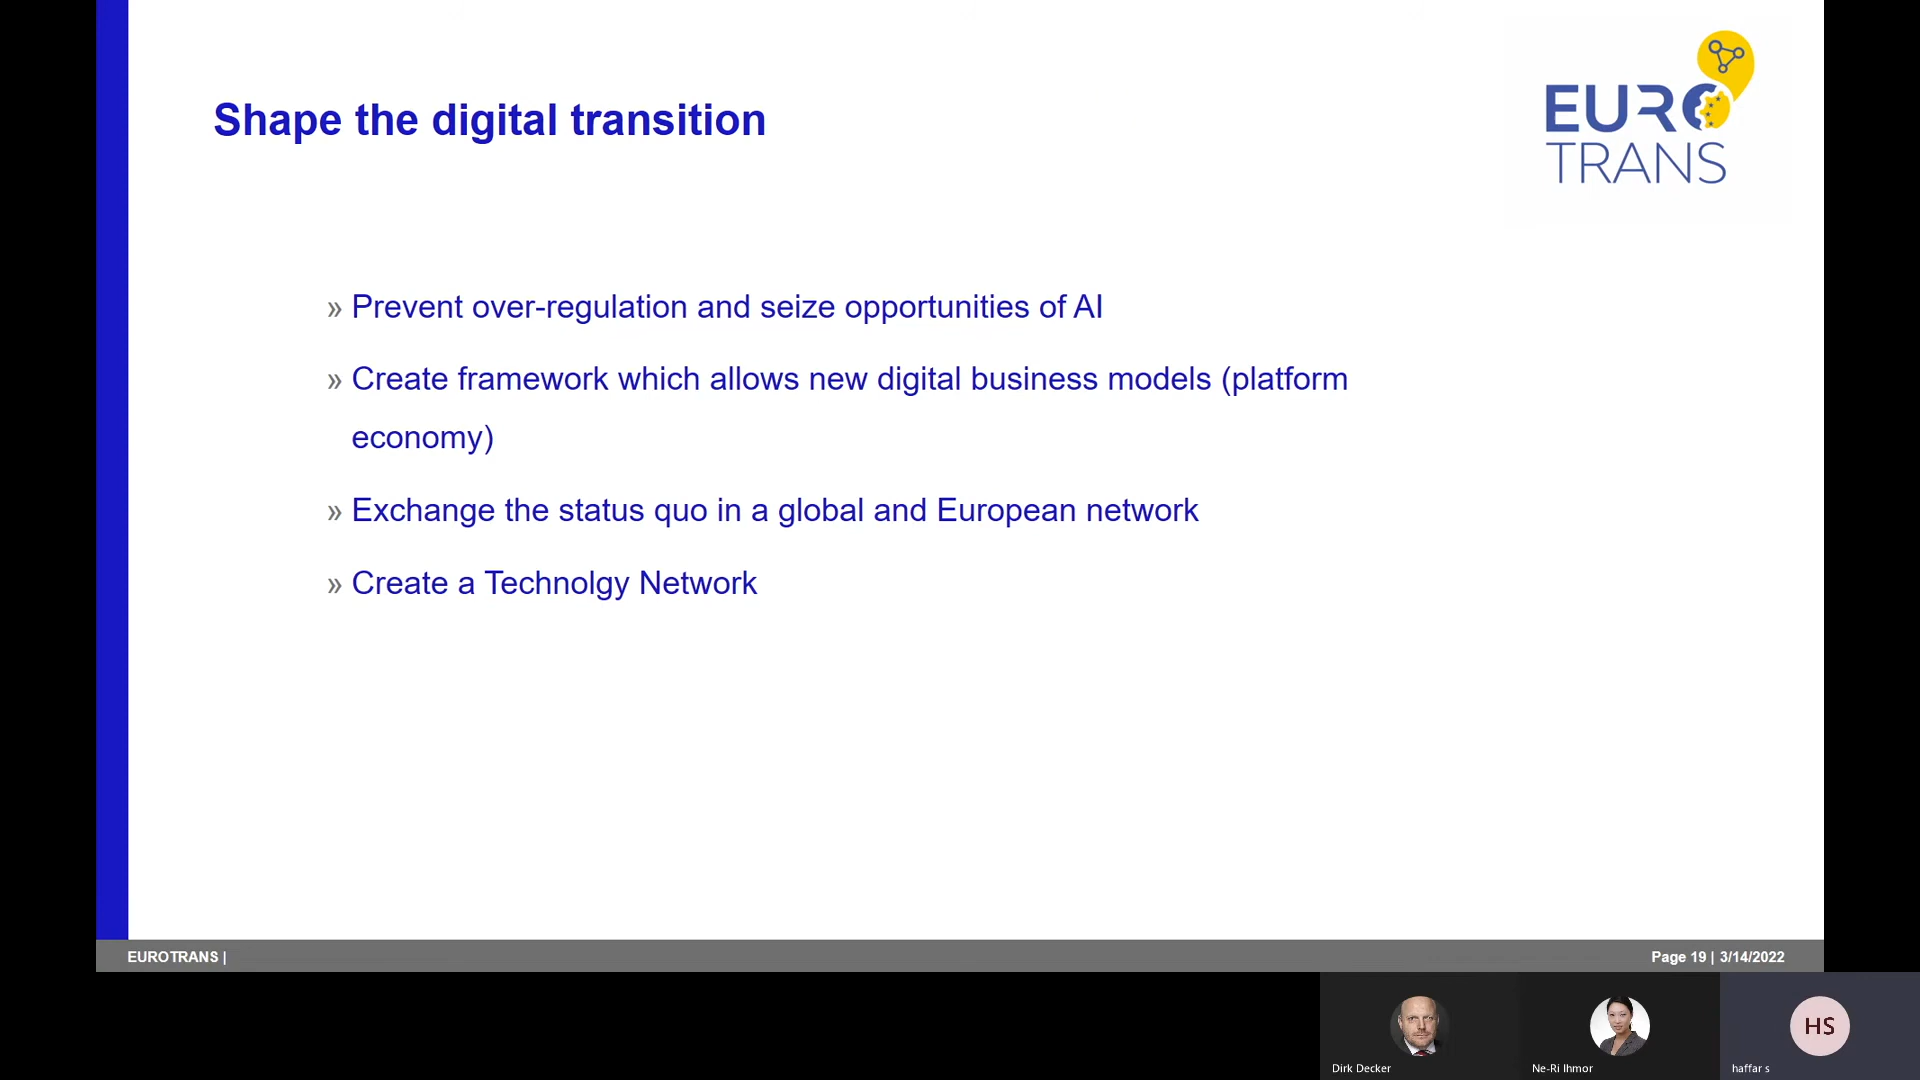 EURO
TRANS
Shape the digital transition
» Prevent over-regulation and seize opportunities of AI
» Create framework which allows new digital business models (platform
economy)
» Exchange the status quo in a global and European network
» Create a Technolgy Network
EUROTRANS |
Page 19 | 3/14/2022
HS
Dirk Decker
Ne-Ri Ihmor
haffar s